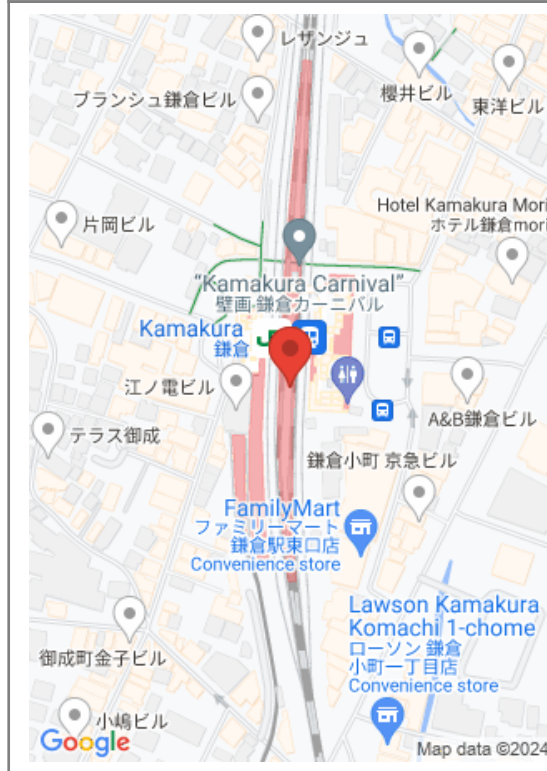 レザンジュ
櫻井ビル
ブランシュ鎌倉ビル
東洋ビル
Hotel Kamakura Mori
ホテル鎌倉mori
片岡ビル
“Kamakura Carnival”
壁画 鎌倉カーニバル
Kamakura
鎌倉
江ノ電ビル
テラス御成
A&B鎌倉ビル
鎌倉小町 京急ビル
FamilyMart
ファミリーマート
鎌倉駅東口店
Convenience store
Lawson Kamakura
Komachi 1-chome
ローソン 鎌倉
小町一丁目店
Convenience store
御成町金子ビル
小嶋ビル
Google
Map data ©2024